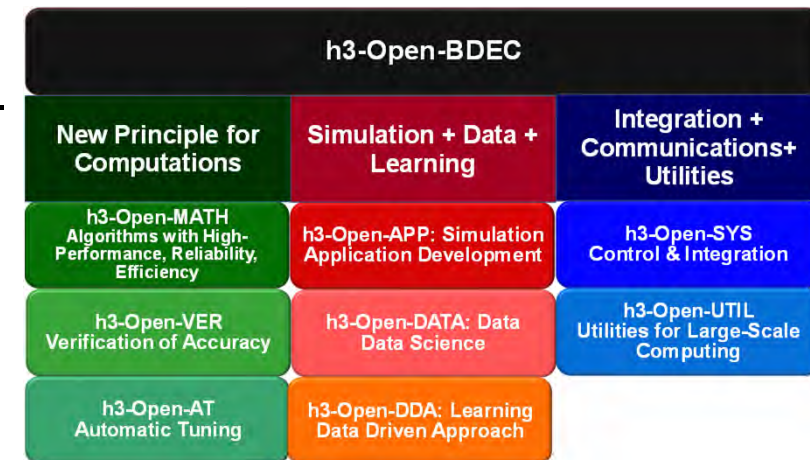 h3-Open-BDEC
New Principle for
Computations
Simulation + Data +
Learning
Integration +
Communications+
Utilities
h3-Open-MATH
Algorithms with High-
Performance, Reliability,
Efficiency
h3-Open-APP: Simulation
Application Development
h3-Open-SYS
Control & Integration
h3-Open-VER
Verification of Accuracy
h3-Open-DATA: Data
Data Science
h3-Open-UTIL
Utilities for Large-Scale
Computing
h3-Open-AT
Automatic Tuning
h3-Open-DDA: Learning
Data Driven Approach